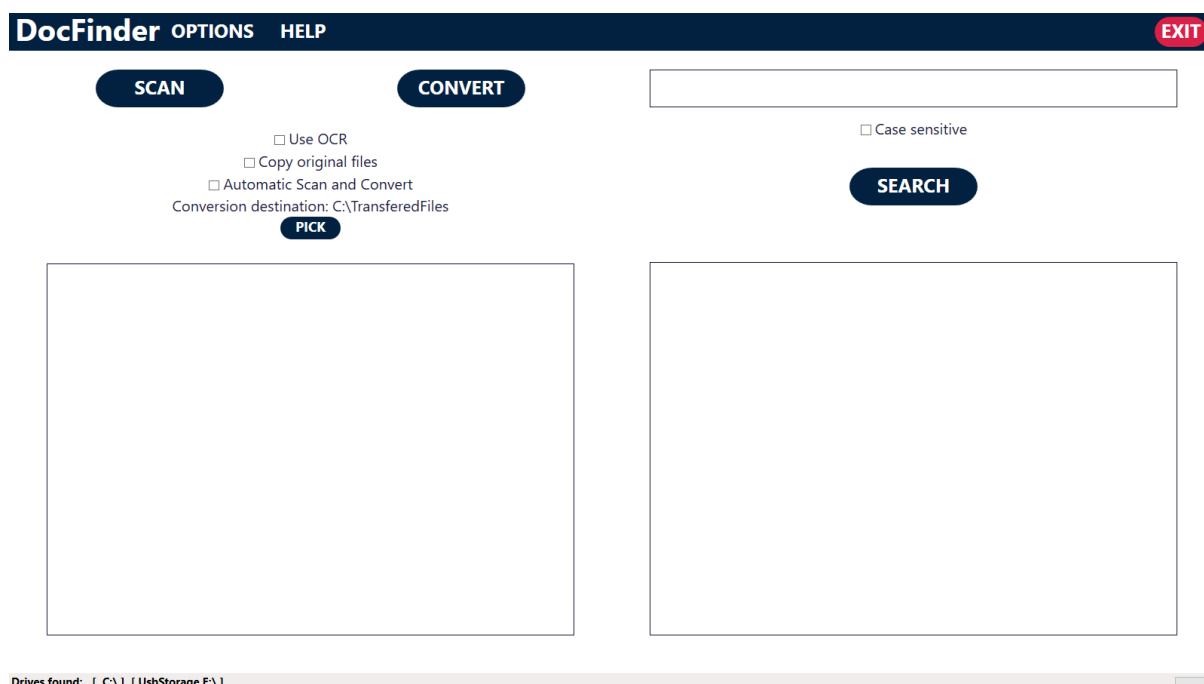 DocFinder OPTIONS HELP EXIT
SCAN CONVERT
Use OCR
Copy original files
Automatic Scan and Convert
Conversion destination: C:\TransferedFiles
PICK
Case sensitive
SEARCH
Drives found: [ C:\ ] [ UsbStorage E:\ ]